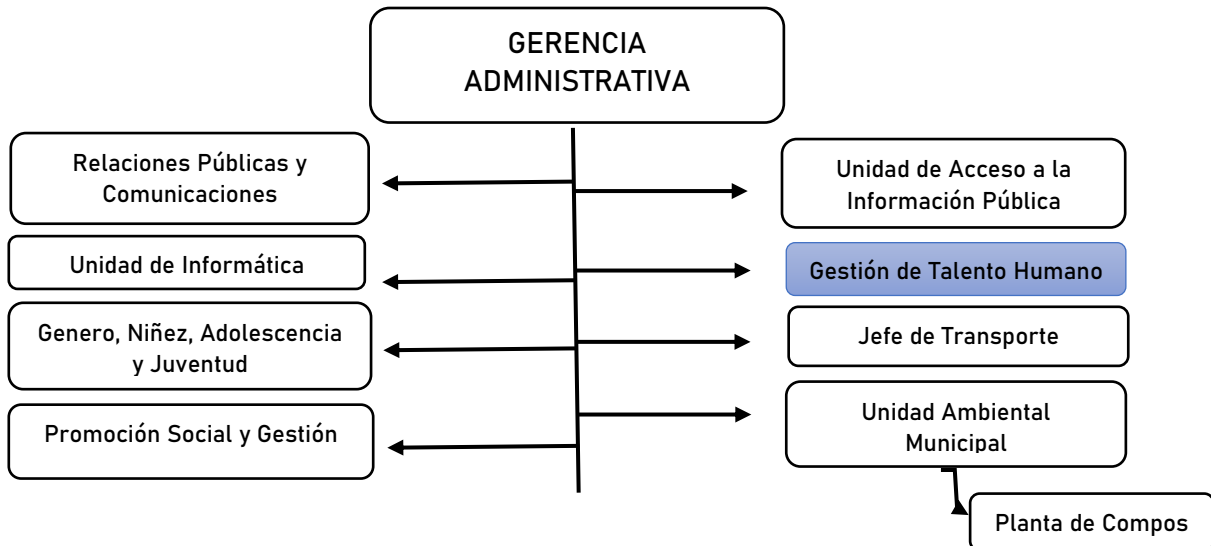 GERENCIA
ADMINISTRATIVA
Relaciones Públicas y
Comunicaciones
Unidad de Informática
Genero, Niñez, Adolescencia
y Juventud
Promoción Social y Gestión
Unidad de Acceso a la
Información Pública
Gestión de Talento Humano
Jefe de Transporte
Unidad Ambiental
Municipal
Planta de Compos